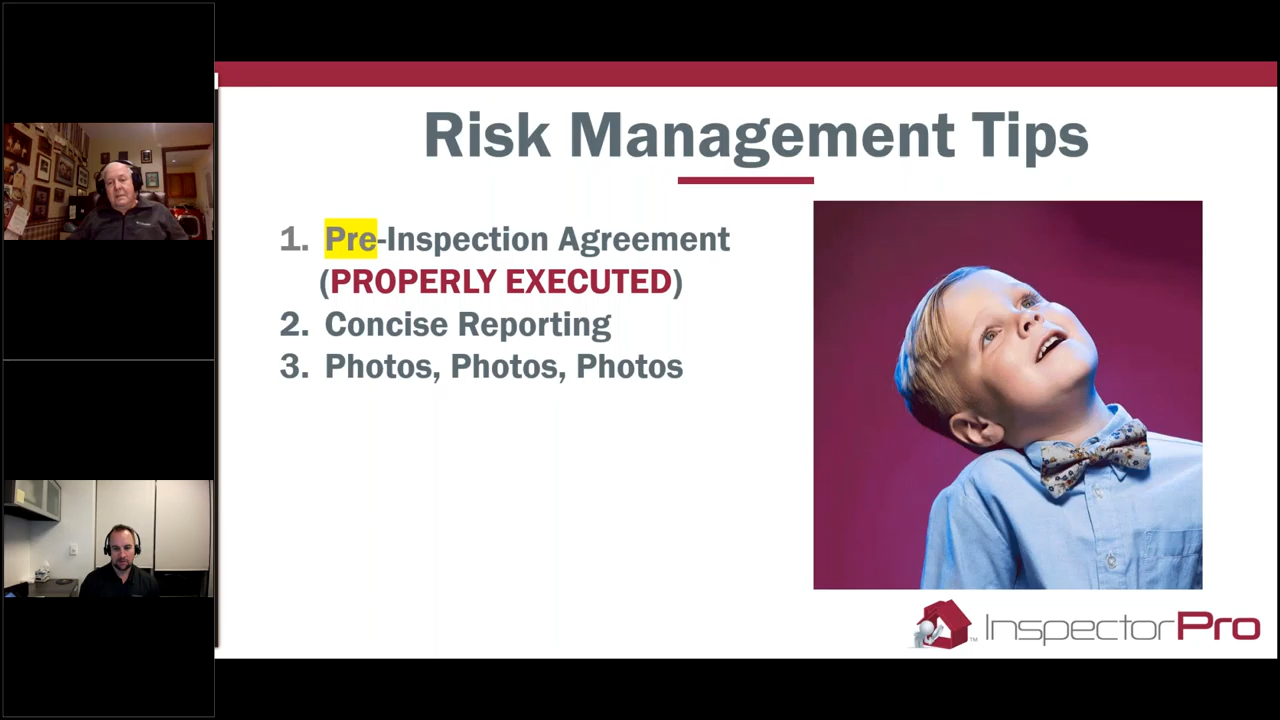 Risk Management Tips
1. Pre-Inspection Agreement
(PROPERLY EXECUTED)
2. Concise Reporting
3. Photos, Photos, Photos
InspectorPro